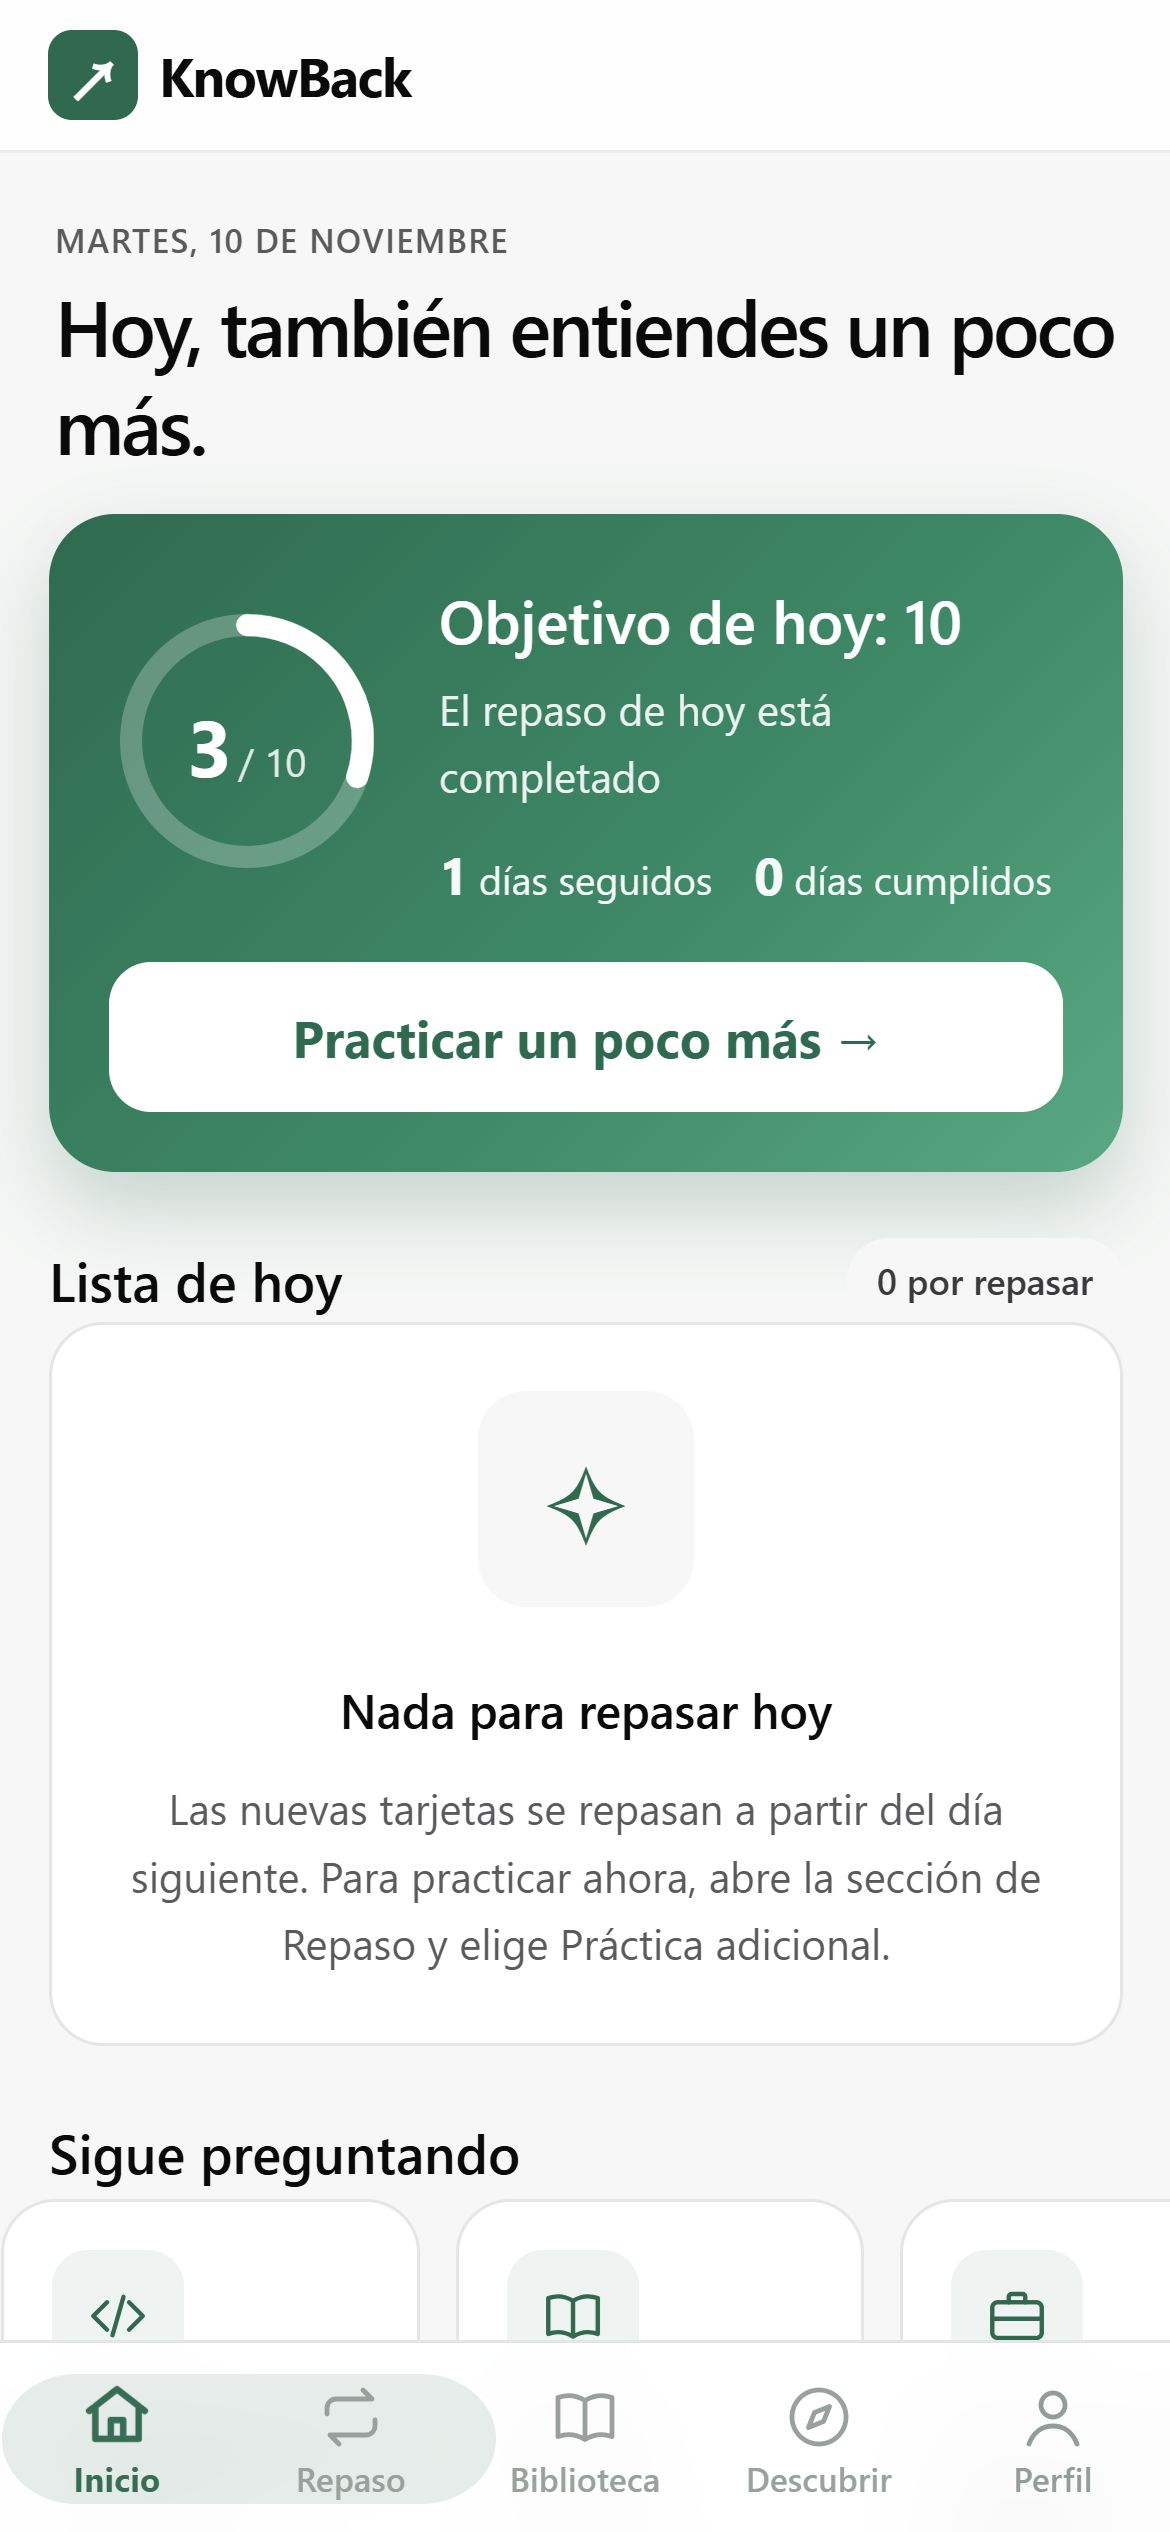 KnowBack
MARTES, 10 DE NOVIEMBRE
Hoy, también entiendes un poco
más.
3 / 10
Objetivo de hoy: 10
El repaso de hoy está
completado
1 días seguidos 0 días cumplidos
Practicar un poco más →
Lista de hoy
0 por repasar
Nada para repasar hoy
Las nuevas tarjetas se repasan a partir del día
siguiente. Para practicar ahora, abre la sección de
Repaso y elige Práctica adicional.
Sigue preguntando
Inicio
Repaso
Biblioteca
Descubrir
Perfil